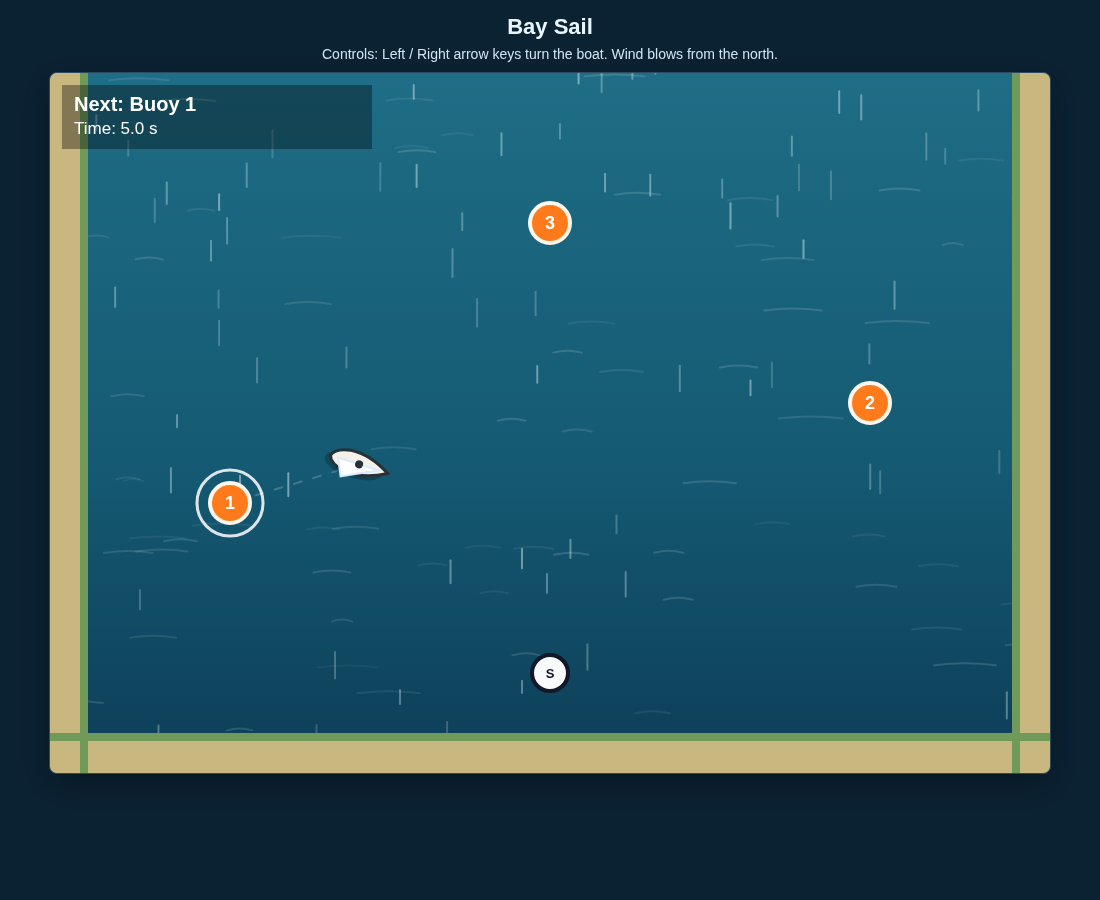 Bay Sail
Controls: Left / Right arrow keys turn the boat. Wind blows from the north.
Next: Buoy 1
Time: 5.0 s
3
2
1
S